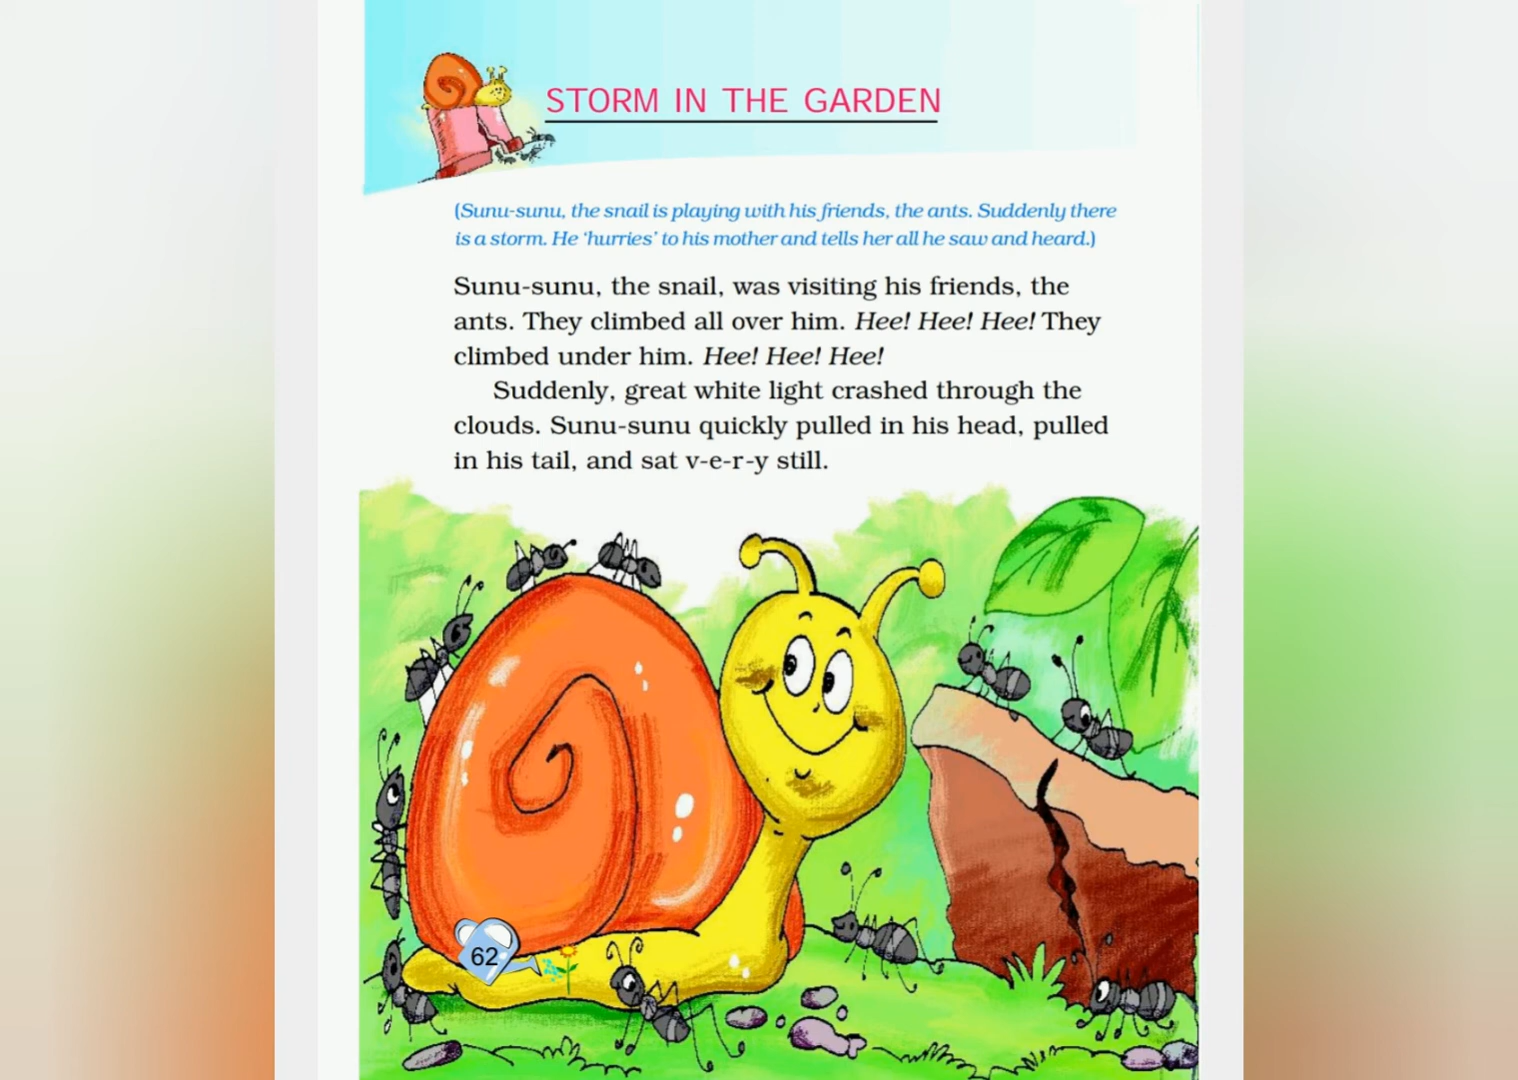 STORM IN THE GARDEN
(Sunu-sunu, the snail is playing with his friends, the ants. Suddenly there
is a storm. He ‘hurries’ to his mother and tells her all he saw and heard.)
Sunu-sunu, the snail, was visiting his friends, the
ants. They climbed all over him. Hee! Hee! Hee! They
climbed under him. Hee! Hee! Hee!
Suddenly, great white light crashed through the
clouds. Sunu-sunu quickly pulled in his head, pulled
in his tail, and sat v-e-r-y still.
62